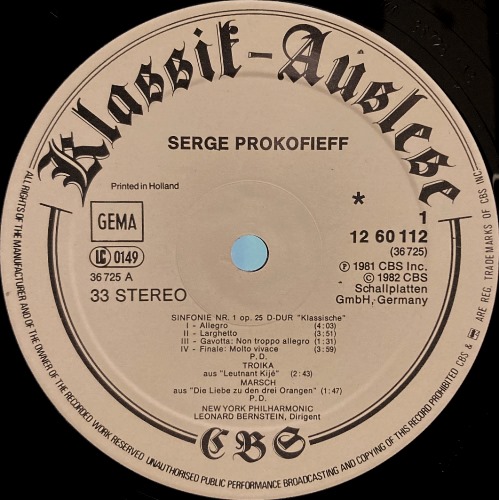 Klassik-Auslese
SERGE PROKOFIEFF
Printed in Holland
GEMA
LC 0149
36 725 A
33 STEREO
*
1
12 60 112
(36 725)
℗ 1981 CBS Inc.
© 1982 CBS
Schallplatten
GmbH, Germany
SINFONIE NR. 1 op. 25 D-DUR "Klassische"
I - Allegro (4:03)
II - Larghetto (3:51)
III - Gavotta: Non troppo allegro (1:31)
IV - Finale: Molto vivace (3:59)
P.D.
TROIKA
aus "Leutnant Kijé" (2:43)
MARSCH
aus "Die Liebe zu den drei Orangen" (1:47)
P.D.
NEW YORK PHILHARMONIC
LEONARD BERNSTEIN, Dirigent
CBS
ALL RIGHTS OF THE MANUFACTURER AND OF THE OWNER OF THE RECORDED WORK RESERVED UNAUTHORISED PUBLIC PERFORMANCE BROADCASTING AND COPYING OF THIS RECORD PROHIBITED CBS & ARE REG. TRADEMARKS OF CBS INC